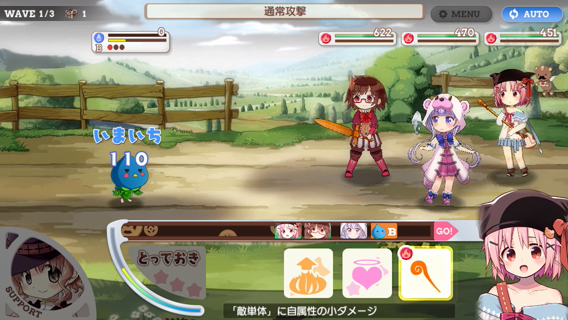 WAVE 1/3
1
通常攻撃
MENU
AUTO
0
B
622
470
451
いまいち
110
B
GO!
とっておき
SUPPORT
「敵単体」に自属性の小ダメージ